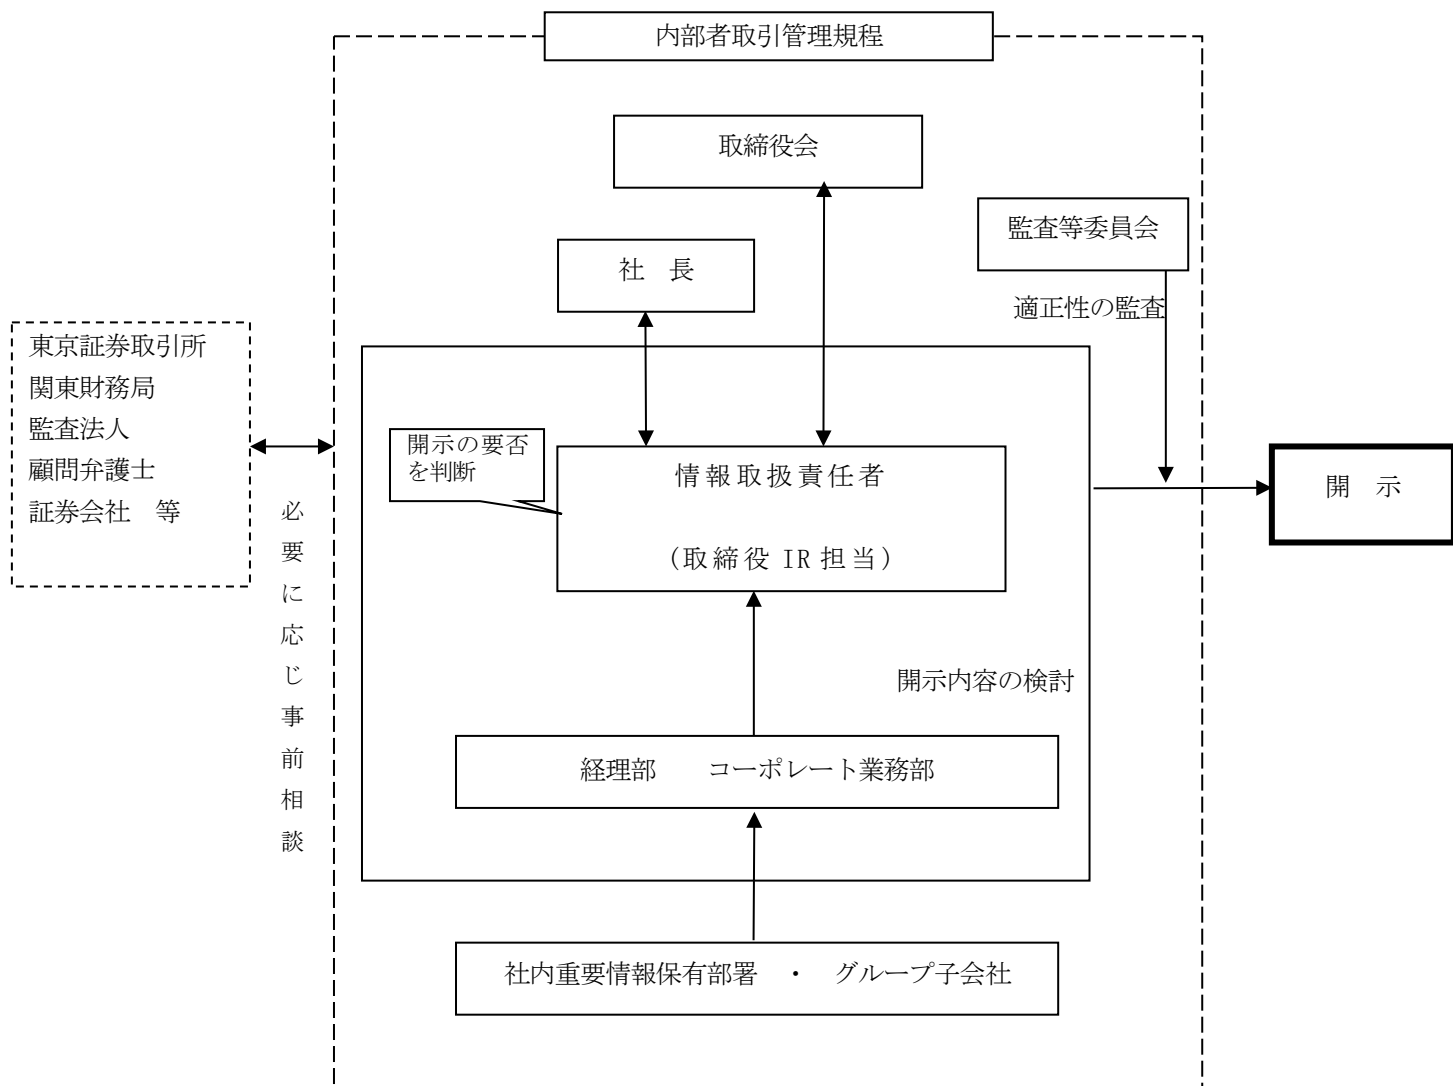 内部者取引管理規程
取締役会
監査等委員会
社　長
適正性の監査
東京証券取引所
関東財務局
監査法人
顧問弁護士
証券会社　等
必要に応じ事前相談
開示の要否
を判断
情報取扱責任者
（取締役 IR 担当）
開　示
開示内容の検討
経理部　　コーポレート業務部
社内重要情報保有部署　・　グループ子会社